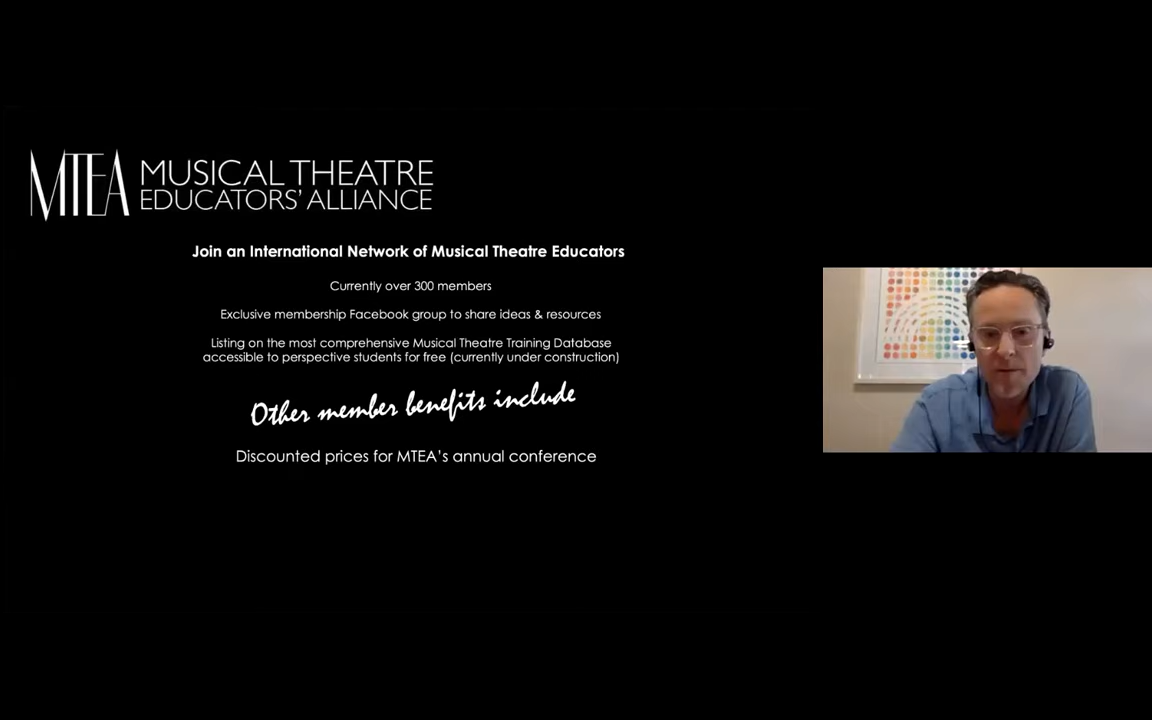 MTEA MUSICAL THEATRE
EDUCATORS' ALLIANCE
Join an International Network of Musical Theatre Educators
Currently over 300 members
Exclusive membership Facebook group to share ideas & resources
Listing on the most comprehensive Musical Theatre Training Database
accessible to perspective students for free (currently under construction)
Other member benefits include
Discounted prices for MTEA's annual conference